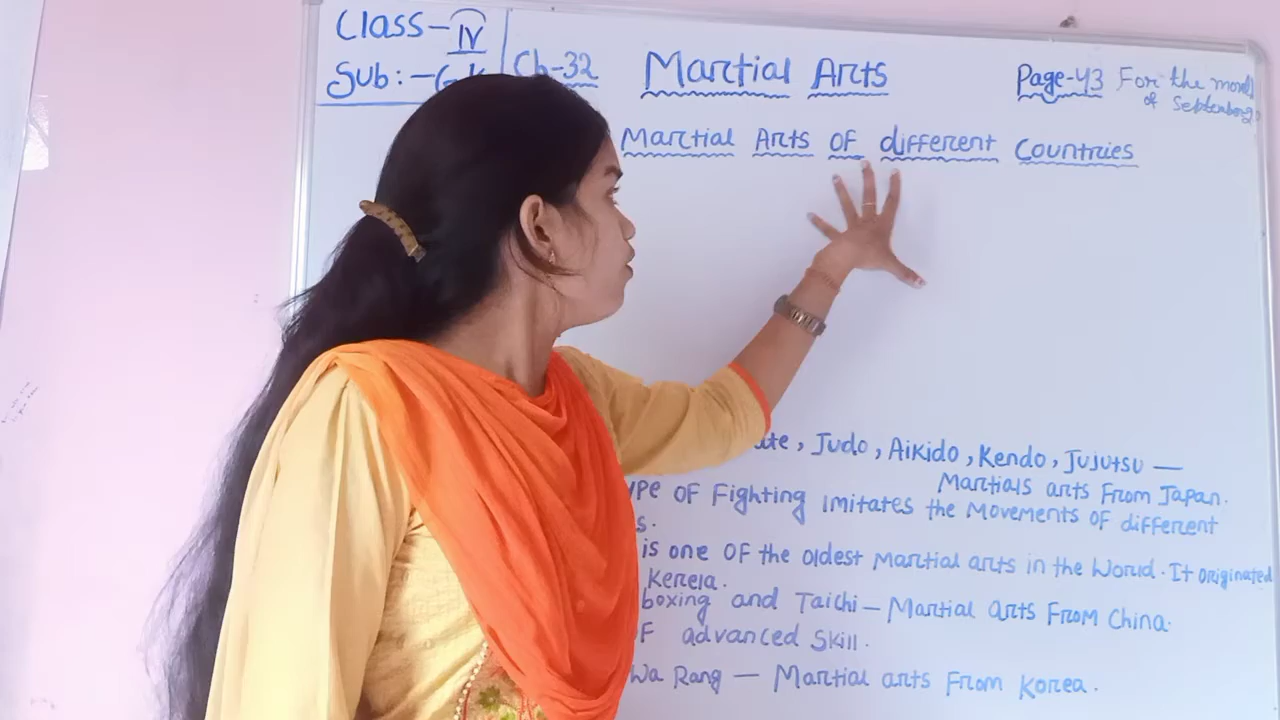 Class-IV
Sub:-G.K
Ch-32
Martial Arts
Page-43 For the month
of September
Martial Arts OF different Countries
, Judo, Aikido, Kendo, Jujutsu —
Martials arts From Japan.
OF Fighting Imitates the Movements OF different
is one OF the oldest Martial arts in the World. It originated
Kerela.
boxing and Taichi — Martial arts From China.
advanced Skill.
Wa Rang — Martial arts From Korea.